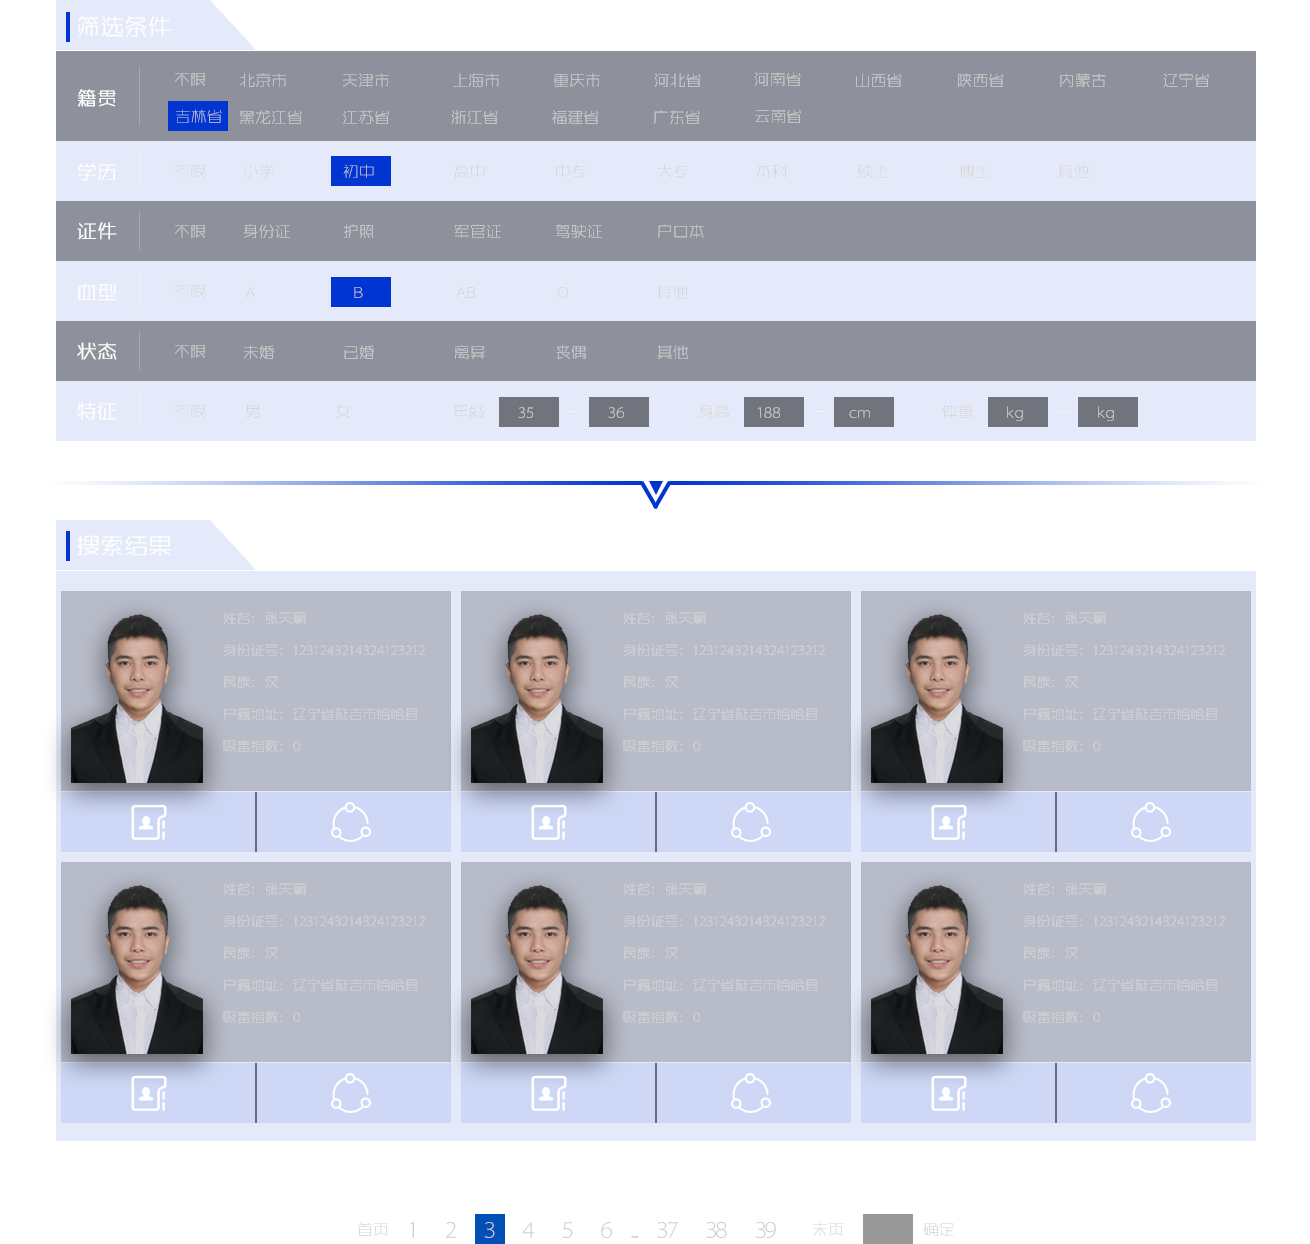 筛选条件
籍贯 不限 北京市 天津市 上海市 重庆市 河北省 河南省 山西省 陕西省 内蒙古 辽宁省
吉林省 黑龙江省 江苏省 浙江省 福建省 广东省 云南省
学历 不限 小学 初中 高中 中专 大专 本科 硕士 博士 其他
证件 不限 身份证 护照 军官证 驾驶证 户口本
血型 不限 A B AB O 其他
状态 不限 未婚 已婚 离异 丧偶 其他
特征 不限 男 女 年龄 35 — 36 身高 188 — cm 体重 kg — kg
搜索结果
姓名：张天霸 姓名：张天霸 姓名：张天霸
身份证号：1231243214324123212 身份证号：1231243214324123212 身份证号：1231243214324123212
民族：汉 民族：汉 民族：汉
户籍地址：辽宁省延吉市哈哈县 户籍地址：辽宁省延吉市哈哈县 户籍地址：辽宁省延吉市哈哈县
吸毒指数：0 吸毒指数：0 吸毒指数：0
姓名：张天霸 姓名：张天霸 姓名：张天霸
身份证号：1231243214324123212 身份证号：1231243214324123212 身份证号：1231243214324123212
民族：汉 民族：汉 民族：汉
户籍地址：辽宁省延吉市哈哈县 户籍地址：辽宁省延吉市哈哈县 户籍地址：辽宁省延吉市哈哈县
吸毒指数：0 吸毒指数：0 吸毒指数：0
首页 1 2 3 4 5 6 ... 37 38 39 末页 确定